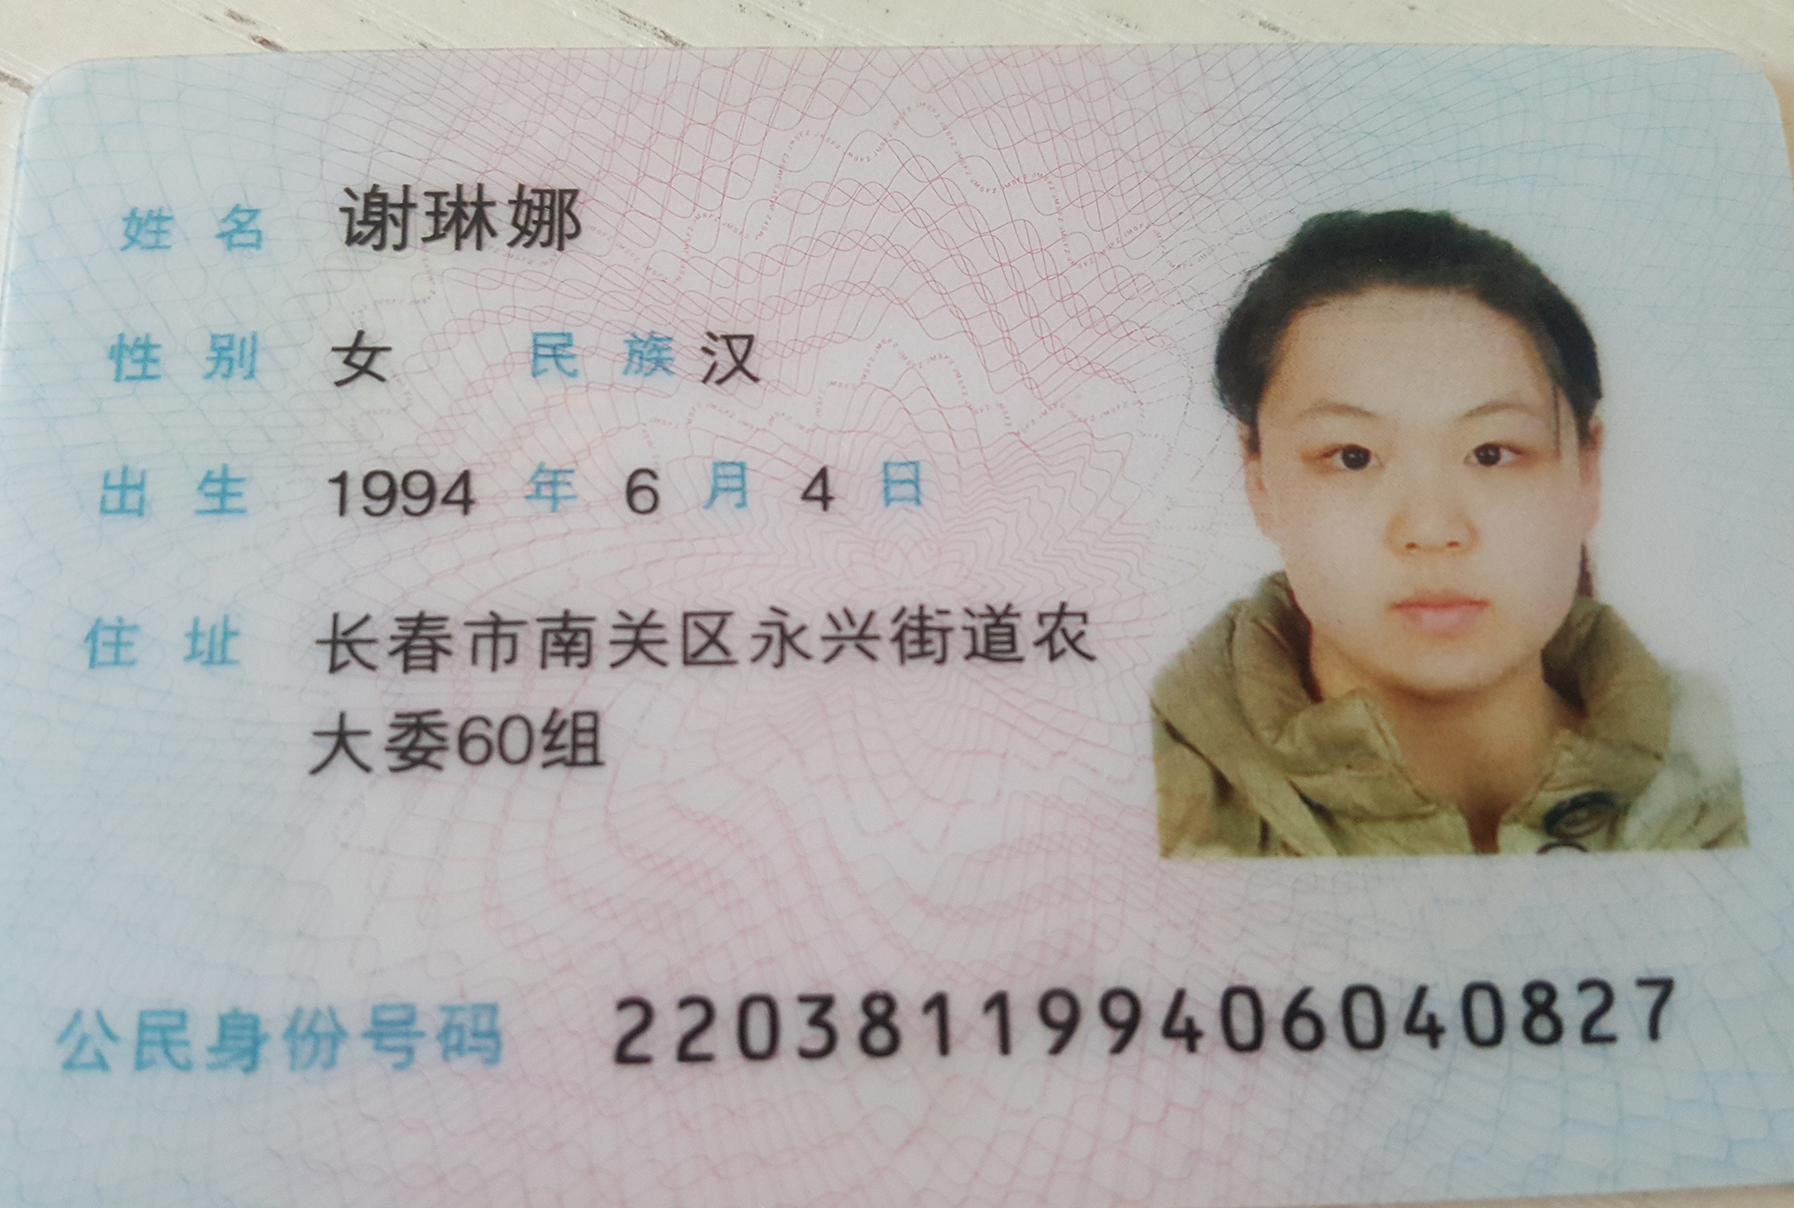 姓名 谢琳娜
性别 女 民族 汉
出生 1994 年 6 月 4 日
住址 长春市南关区永兴街道农
大委60组
公民身份号码 220381199406040827